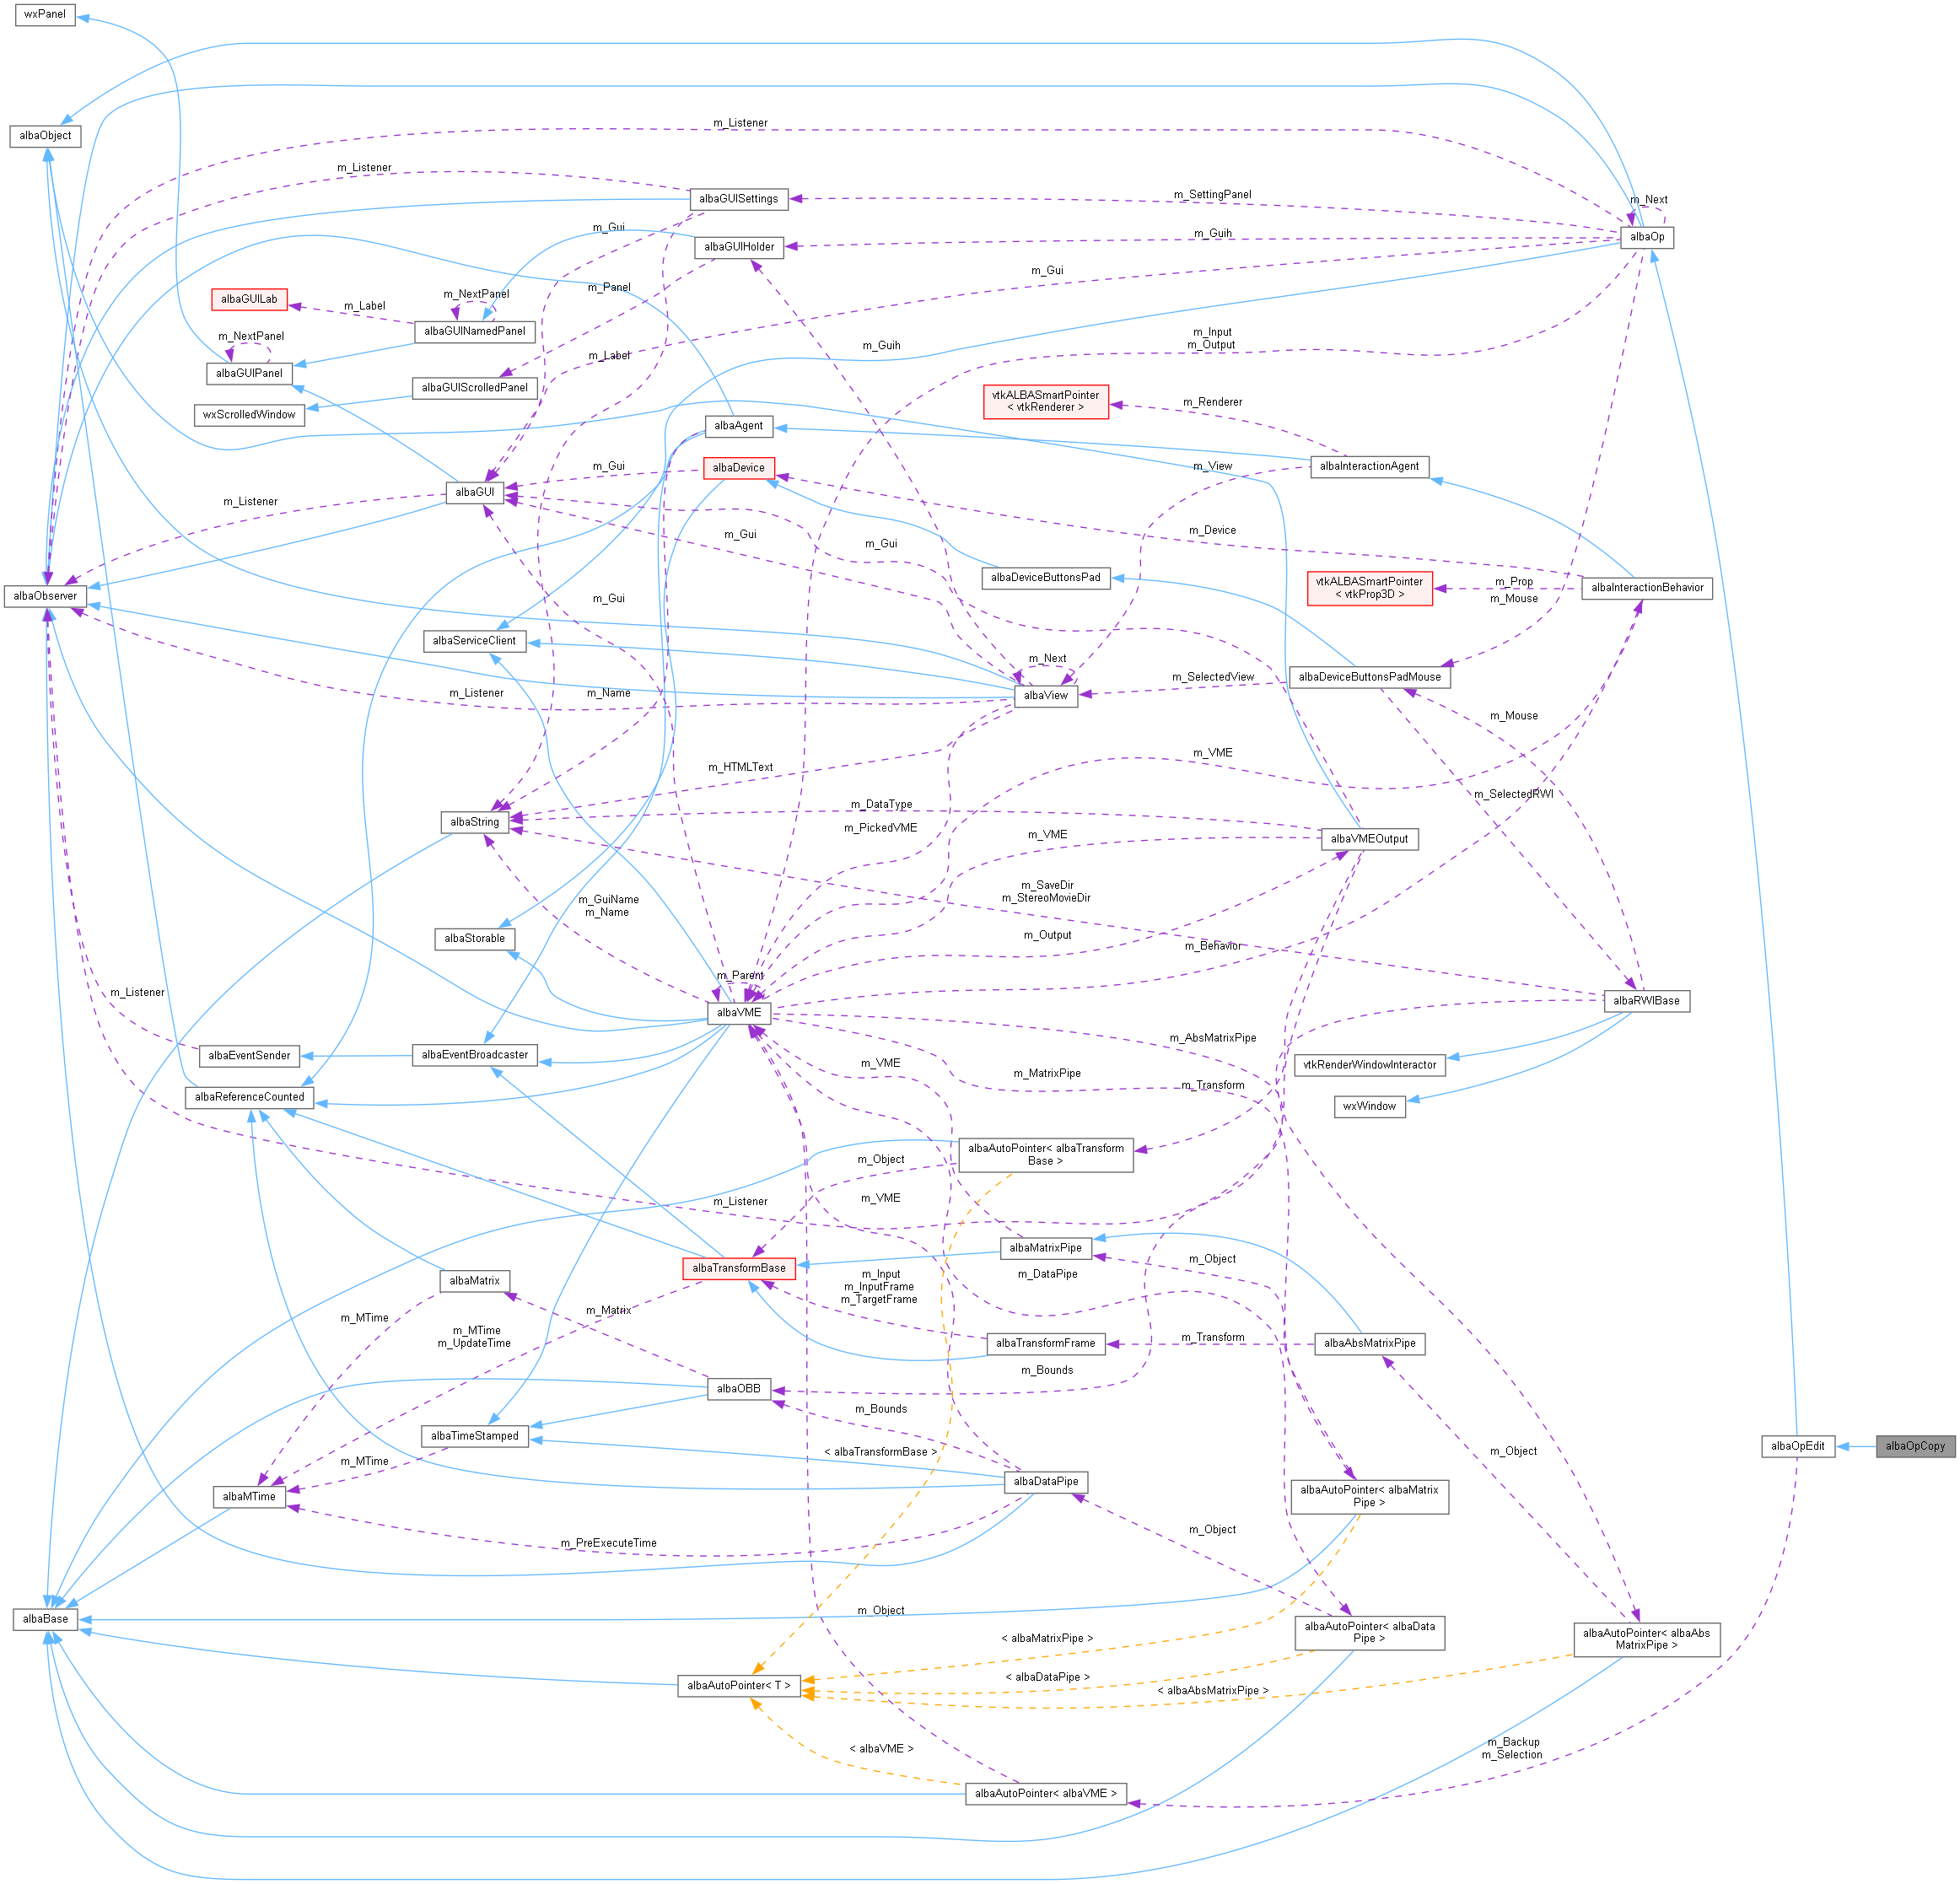 wxPanel
m_Listener
albaObject
m_Listener
albaGUISettings
m_SettingPanel
m_Next
m_Gui
albaGUIHolder
m_Guih
albaOp
m_Gui
albaGUILab
m_Label
m_NextPanel
m_Panel
albaGUINamedPanel
m_NextPanel
m_Label
m_Guih
m_Input
m_Output
albaGUIPanel
albaGUIScrolledPanel
wxScrolledWindow
vtkALBASmartPointer
< vtkRenderer >
m_Renderer
albaAgent
m_Gui
albaDevice
m_View
albaInteractionAgent
m_Listener
albaGUI
m_Gui
m_Gui
m_Device
albaObserver
m_Gui
albaDeviceButtonsPad
vtkALBASmartPointer
< vtkProp3D >
m_Prop
m_Mouse
albaInteractionBehavior
albaServiceClient
m_Next
m_Listener
m_Name
albaView
m_SelectedView
albaDeviceButtonsPadMouse
m_Mouse
m_HTMLText
m_VME
m_SelectedRWI
albaString
m_DataType
m_PickedVME
m_VME
albaVMEOutput
m_GuiName
m_Name
m_SaveDir
m_StereoMovieDir
albaStorable
m_Output
m_Behavior
m_Listener
m_Parent
albaVME
albaRWIBase
albaEventSender
albaEventBroadcaster
m_VME
m_MatrixPipe
m_AbsMatrixPipe
m_Transform
vtkRenderWindowInteractor
albaReferenceCounted
wxWindow
m_Object
albaAutoPointer< albaTransform
Base >
m_Listener
m_VME
albaTransformBase
albaMatrixPipe
m_Object
albaMatrix
m_Matrix
m_Input
m_InputFrame
m_TargetFrame
m_DataPipe
m_MTime
m_MTime
m_UpdateTime
albaTransformFrame
m_Transform
albaAbsMatrixPipe
albaOBB
m_Bounds
m_Bounds
albaTimeStamped
m_MTime
< albaTransformBase >
albaDataPipe
m_Object
albaOpEdit
albaOpCopy
albaMTime
albaAutoPointer< albaMatrix
Pipe >
m_PreExecuteTime
m_Object
albaBase
m_Object
< albaMatrixPipe >
albaAutoPointer< albaData
Pipe >
albaAutoPointer< albaAbs
MatrixPipe >
albaAutoPointer< T >
< albaDataPipe >
< albaAbsMatrixPipe >
< albaVME >
m_Backup
m_Selection
albaAutoPointer< albaVME >